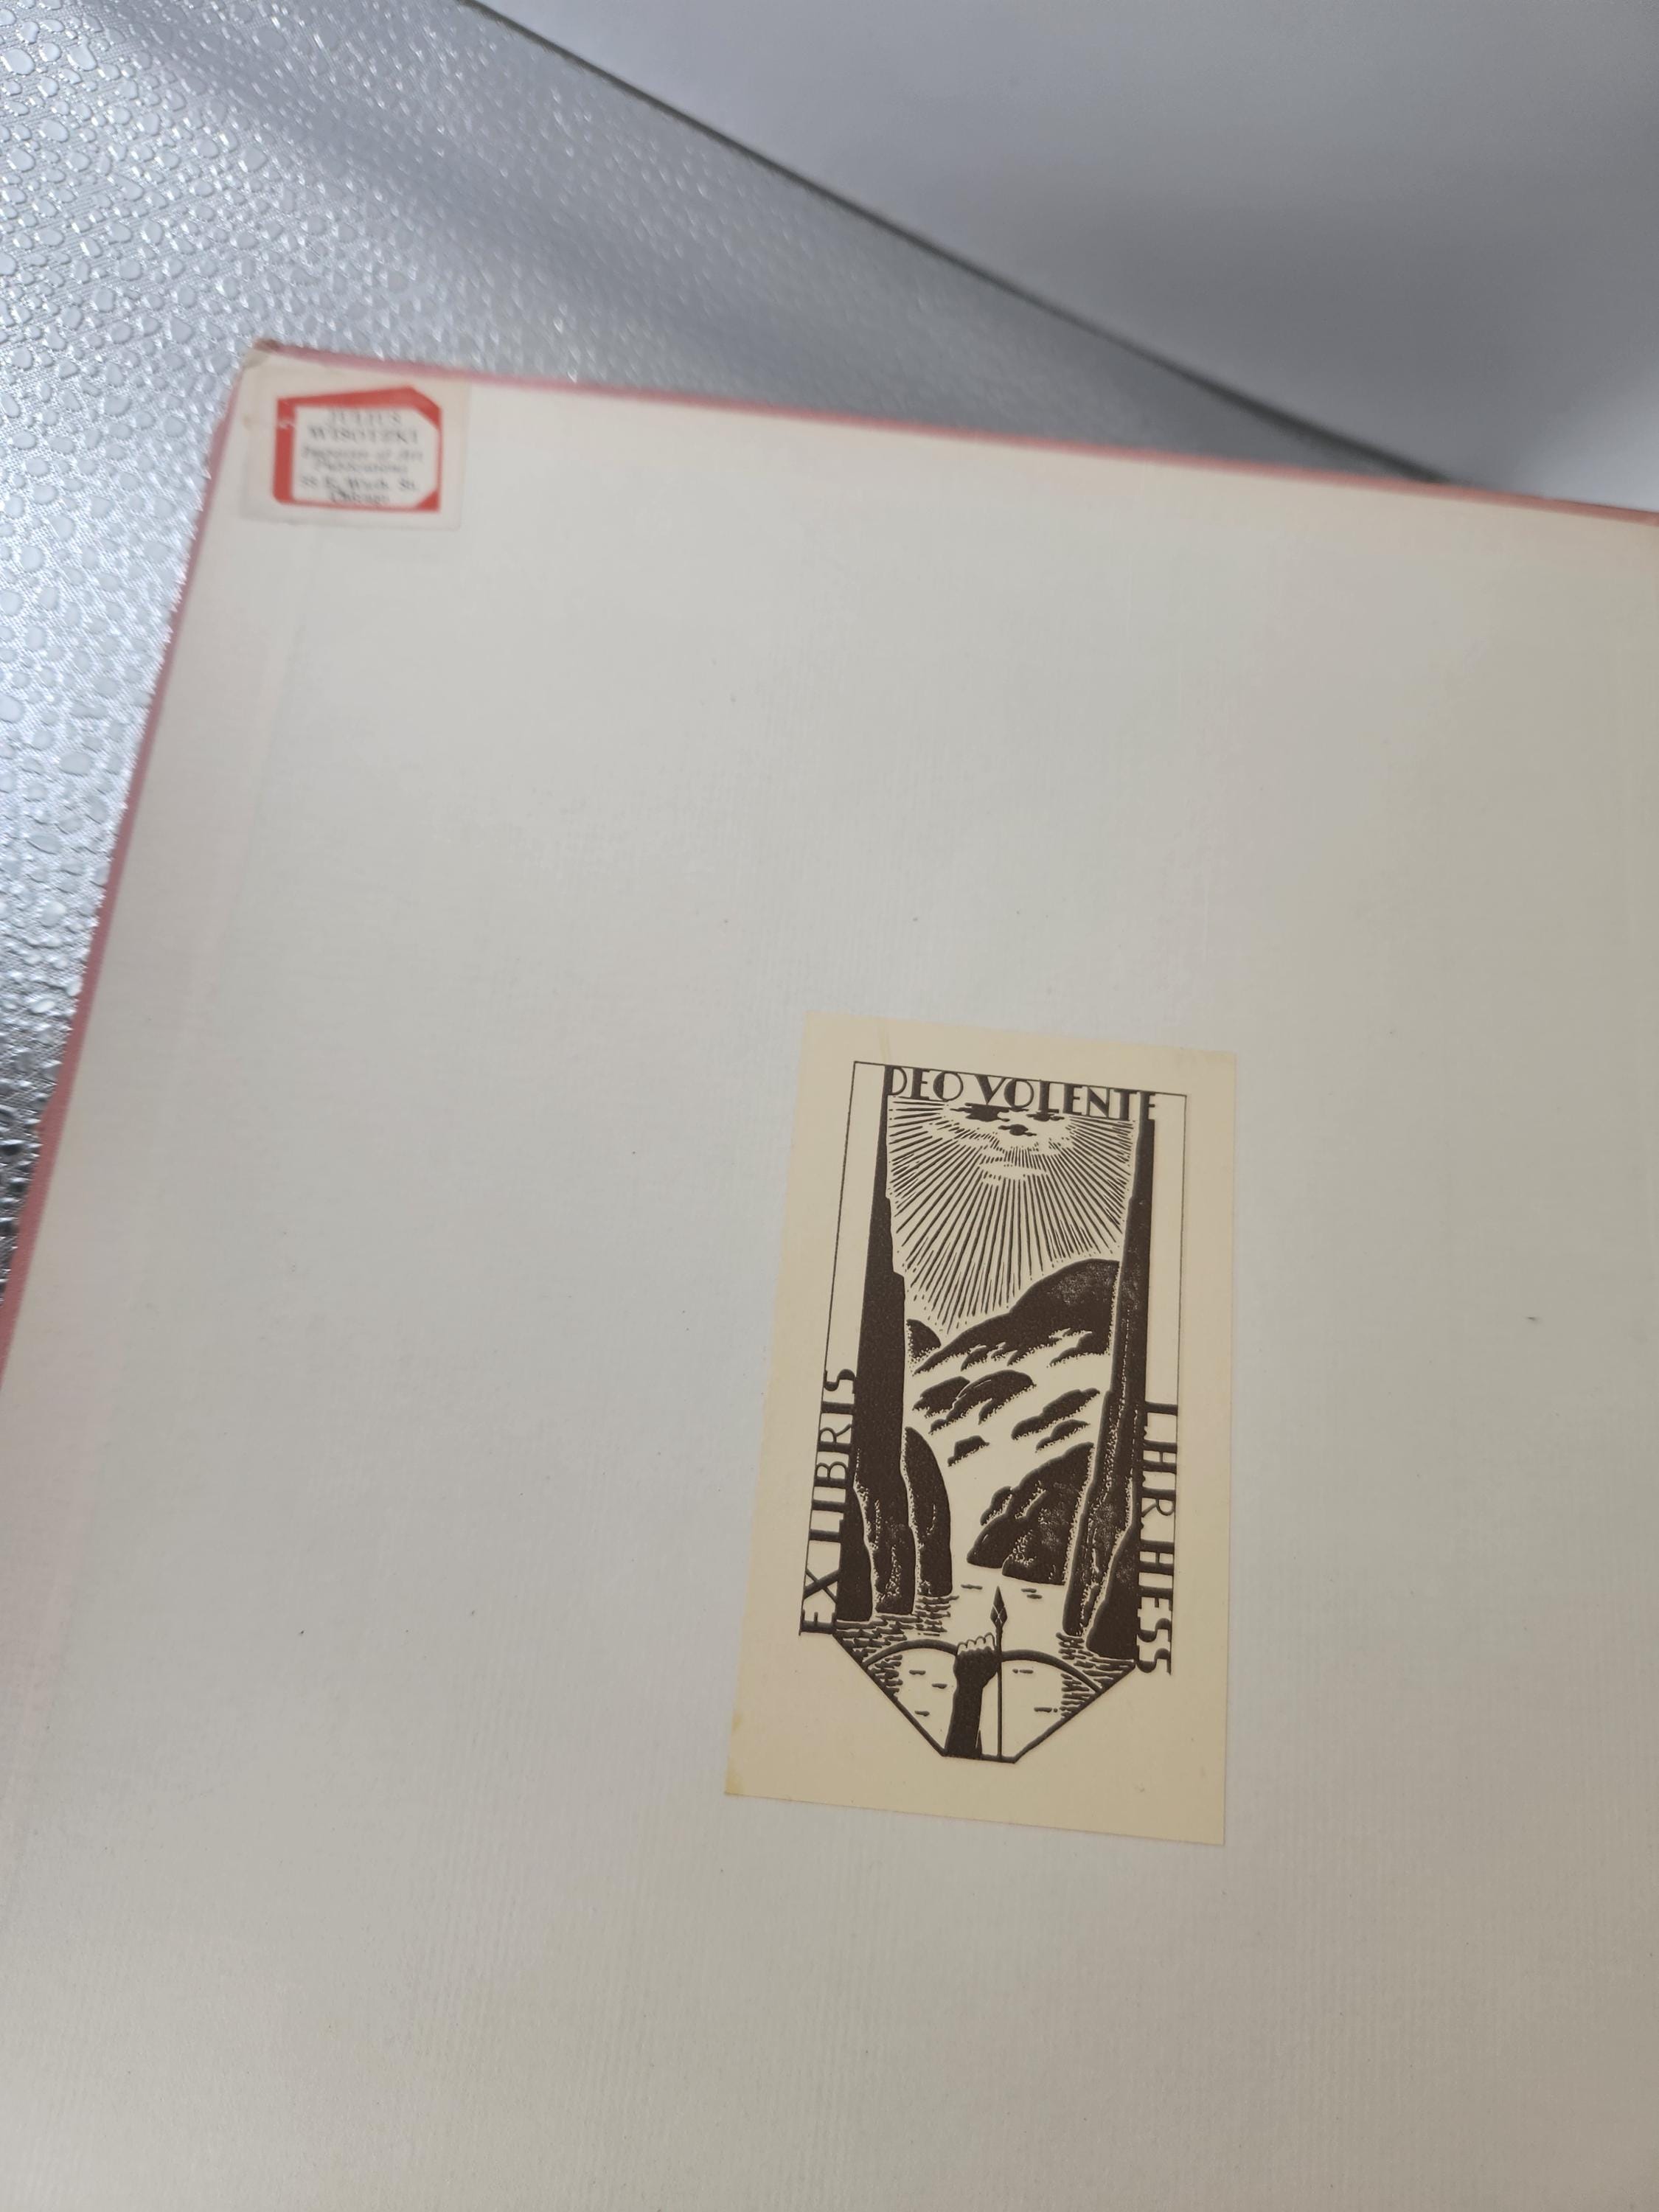 JULIUS
WISOTZKI
Importer of Art
Publications
Chicago
DEO VOLENTE
EX LIBRIS
L.H.R. HESS